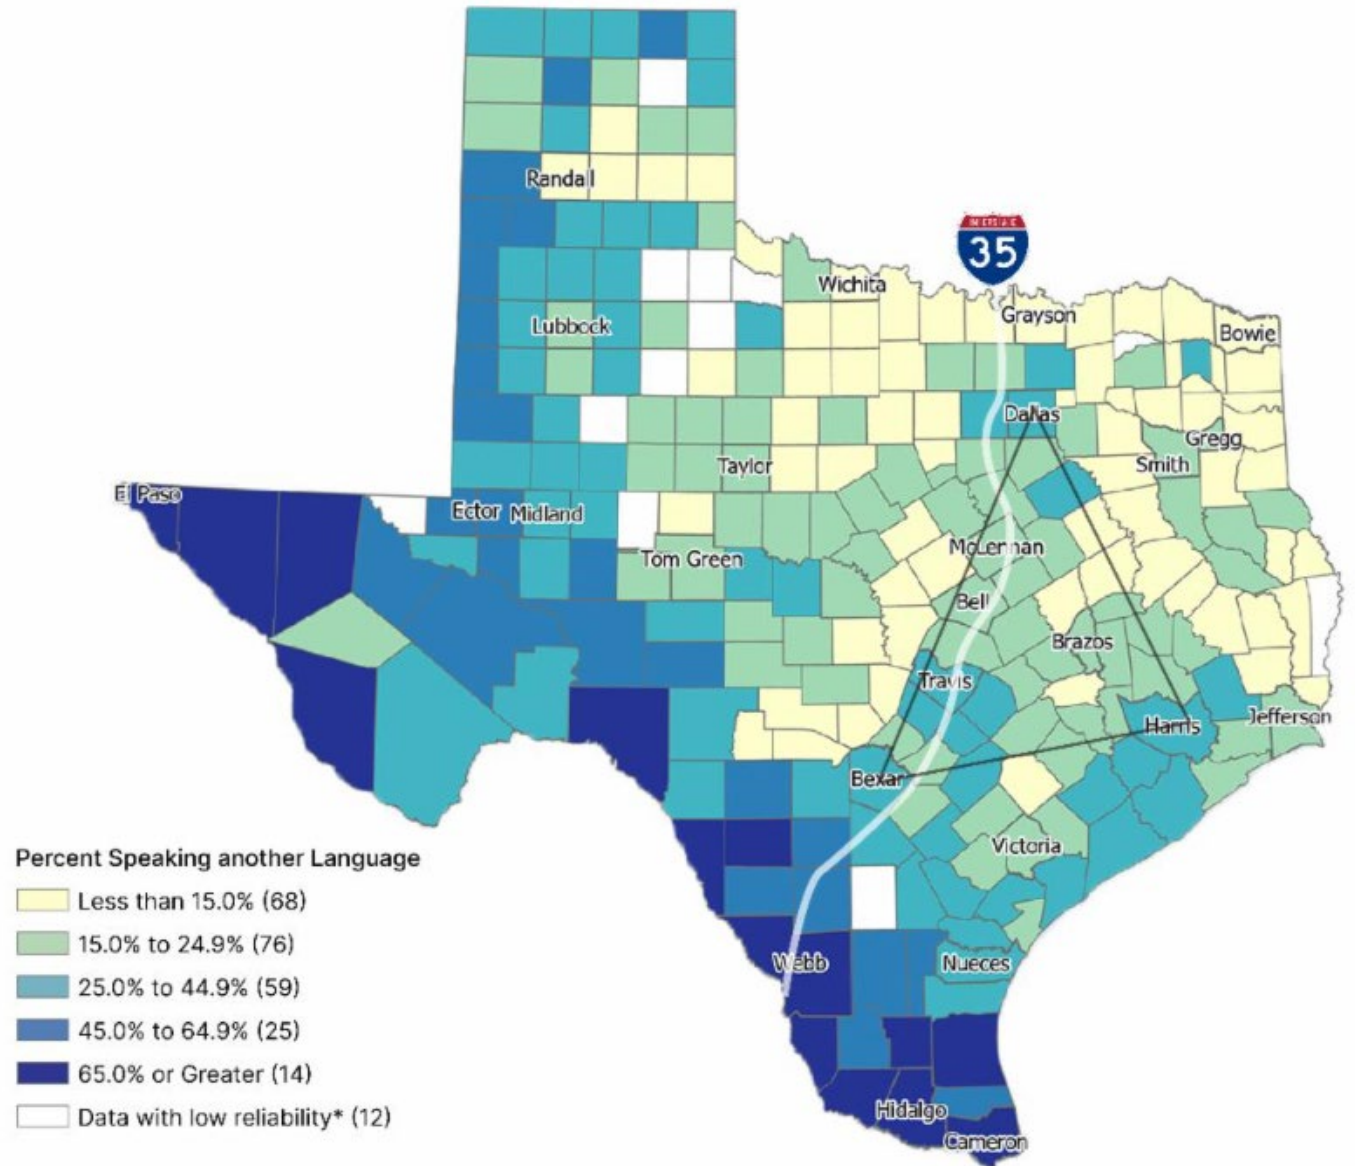 Randall
INTERSTATE
35
Wichita
Grayson
Bowie
Lubbock
Dallas
Gregg
Smith
Taylor
El Paso
Ector
Midland
McLennan
Tom Green
Bell
Brazos
Travis
Harris
Jefferson
Bexar
Victoria
Webb
Nueces
Hidalgo
Cameron
Percent Speaking another Language
Less than 15.0% (68)
15.0% to 24.9% (76)
25.0% to 44.9% (59)
45.0% to 64.9% (25)
65.0% or Greater (14)
Data with low reliability* (12)